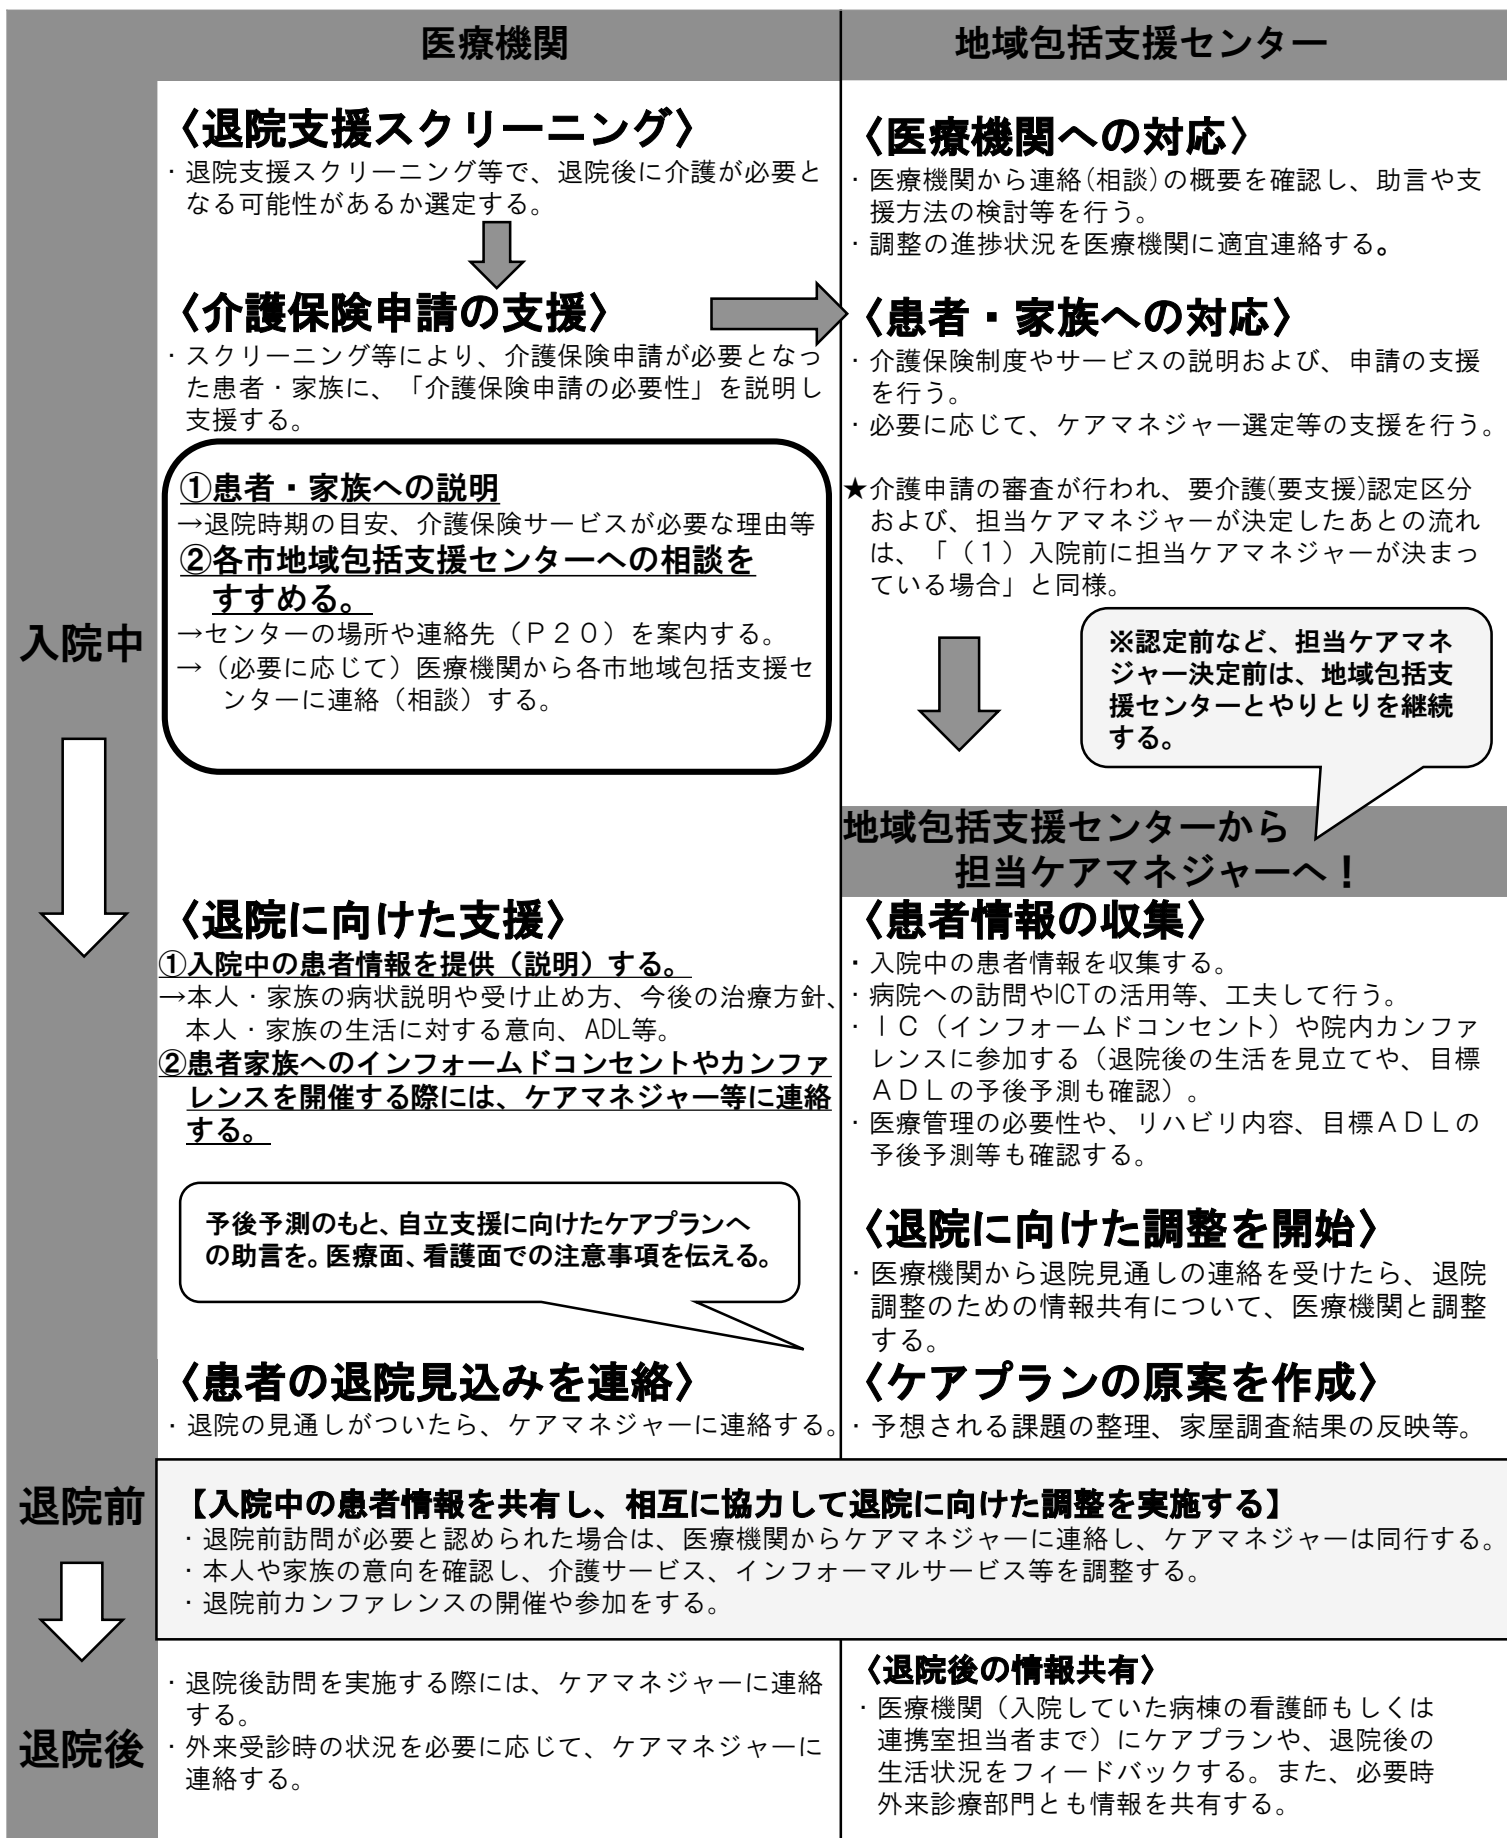 医療機関
地域包括支援センター
入院中
〈退院支援スクリーニング〉
・退院支援スクリーニング等で、退院後に介護が必要と
なる可能性があるか選定する。
〈介護保険申請の支援〉
・スクリーニング等により、介護保険申請が必要となっ
た患者・家族に、「介護保険申請の必要性」を説明し
支援する。
①患者・家族への説明
→退院時期の目安、介護保険サービスが必要な理由等
②各市地域包括支援センターへの相談を
すすめる。
→センターの場所や連絡先（Ｐ２０）を案内する。
→（必要に応じて）医療機関から各市地域包括支援セ
ンターに連絡（相談）する。
〈医療機関への対応〉
・医療機関から連絡(相談)の概要を確認し、助言や支
援方法の検討等を行う。
・調整の進捗状況を医療機関に適宜連絡する。
〈患者・家族への対応〉
・介護保険制度やサービスの説明および、申請の支援
を行う。
・必要に応じて、ケアマネジャー選定等の支援を行う。
★介護申請の審査が行われ、要介護(要支援)認定区分
および、担当ケアマネジャーが決定したあとの流れ
は、「（１）入院前に担当ケアマネジャーが決まっ
ている場合」と同様。
※認定前など、担当ケアマネ
ジャー決定前は、地域包括支
援センターとやりとりを継続
する。
地域包括支援センターから
担当ケアマネジャーへ！
〈退院に向けた支援〉
①入院中の患者情報を提供（説明）する。
→本人・家族の病状説明や受け止め方、今後の治療方針、
本人・家族の生活に対する意向、ADL等。
②患者家族へのインフォームドコンセントやカンファ
レンスを開催する際には、ケアマネジャー等に連絡
する。
予後予測のもと、自立支援に向けたケアプランへ
の助言を。医療面、看護面での注意事項を伝える。
〈患者の退院見込みを連絡〉
・退院の見通しがついたら、ケアマネジャーに連絡する。
〈患者情報の収集〉
・入院中の患者情報を収集する。
・病院への訪問やICTの活用等、工夫して行う。
・ＩＣ（インフォームドコンセント）や院内カンファ
レンスに参加する（退院後の生活を見立てや、目標
ＡＤＬの予後予測も確認）。
・医療管理の必要性や、リハビリ内容、目標ＡＤＬの
予後予測等も確認する。
〈退院に向けた調整を開始〉
・医療機関から退院見通しの連絡を受けたら、退院
調整のための情報共有について、医療機関と調整
する。
〈ケアプランの原案を作成〉
・予想される課題の整理、家屋調査結果の反映等。
退院前
【入院中の患者情報を共有し、相互に協力して退院に向けた調整を実施する】
・退院前訪問が必要と認められた場合は、医療機関からケアマネジャーに連絡し、ケアマネジャーは同行する。
・本人や家族の意向を確認し、介護サービス、インフォーマルサービス等を調整する。
・退院前カンファレンスの開催や参加をする。
退院後
・退院後訪問を実施する際には、ケアマネジャーに連絡
する。
・外来受診時の状況を必要に応じて、ケアマネジャーに
連絡する。
〈退院後の情報共有〉
・医療機関（入院していた病棟の看護師もしくは
連携室担当者まで）にケアプランや、退院後の
生活状況をフィードバックする。また、必要時
外来診療部門とも情報を共有する。